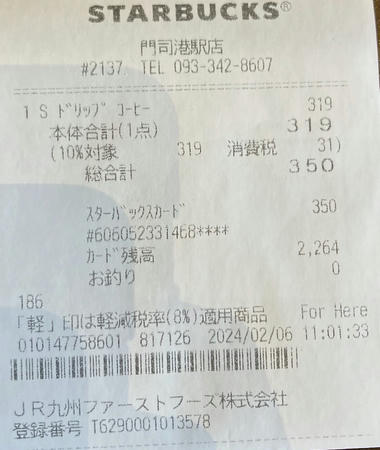 STARBUCKS®
門司港駅店
#2137 TEL 093-342-8607
1 S ﾄﾞﾘｯﾌﾟ ｺｰﾋｰ 319
本体合計(1点) 319
(10%対象 319 消費税 31)
総合計 350
ｽﾀｰﾊﾞｯｸｽｶｰﾄﾞ 350
#606052331468****
ｶｰﾄﾞ残高 2,264
お釣り 0
186
「軽」印は軽減税率(8%)適用商品 For Here
010147758601 817126 2024/02/06 11:01:33
JR九州ファーストフーズ株式会社
登録番号 T6290001013578